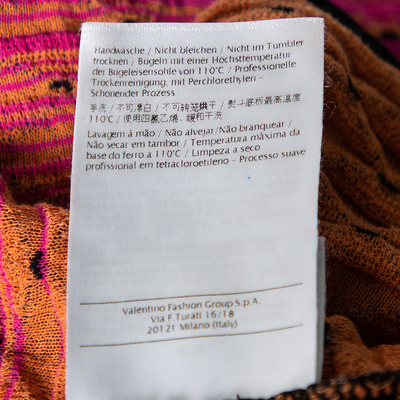 Handwäsche / Nicht bleichen / Nicht im Tumbler
trocknen / Bügeln mit einer Höchsttemperatur
der Bügeleisensohle von 110°C / Professionelle
Trockenreinigung, mit Perchlorethylen -
Schonender Prozess
手洗 / 不可漂白 / 不可转笼烘干 / 熨斗底板最高温度
110°C / 使用四氯乙烯、缓和干洗
Lavagem á mão / Não alvejar/Não branquear /
Não secar em tambor / Temperatura máxima da
base do ferro a 110°C / Limpeza a seco
profissional em tetracloroetileno - Processo suave
Valentino Fashion Group S.p.A.
Via F.Turati 16/18
20121 Milano (Italy)